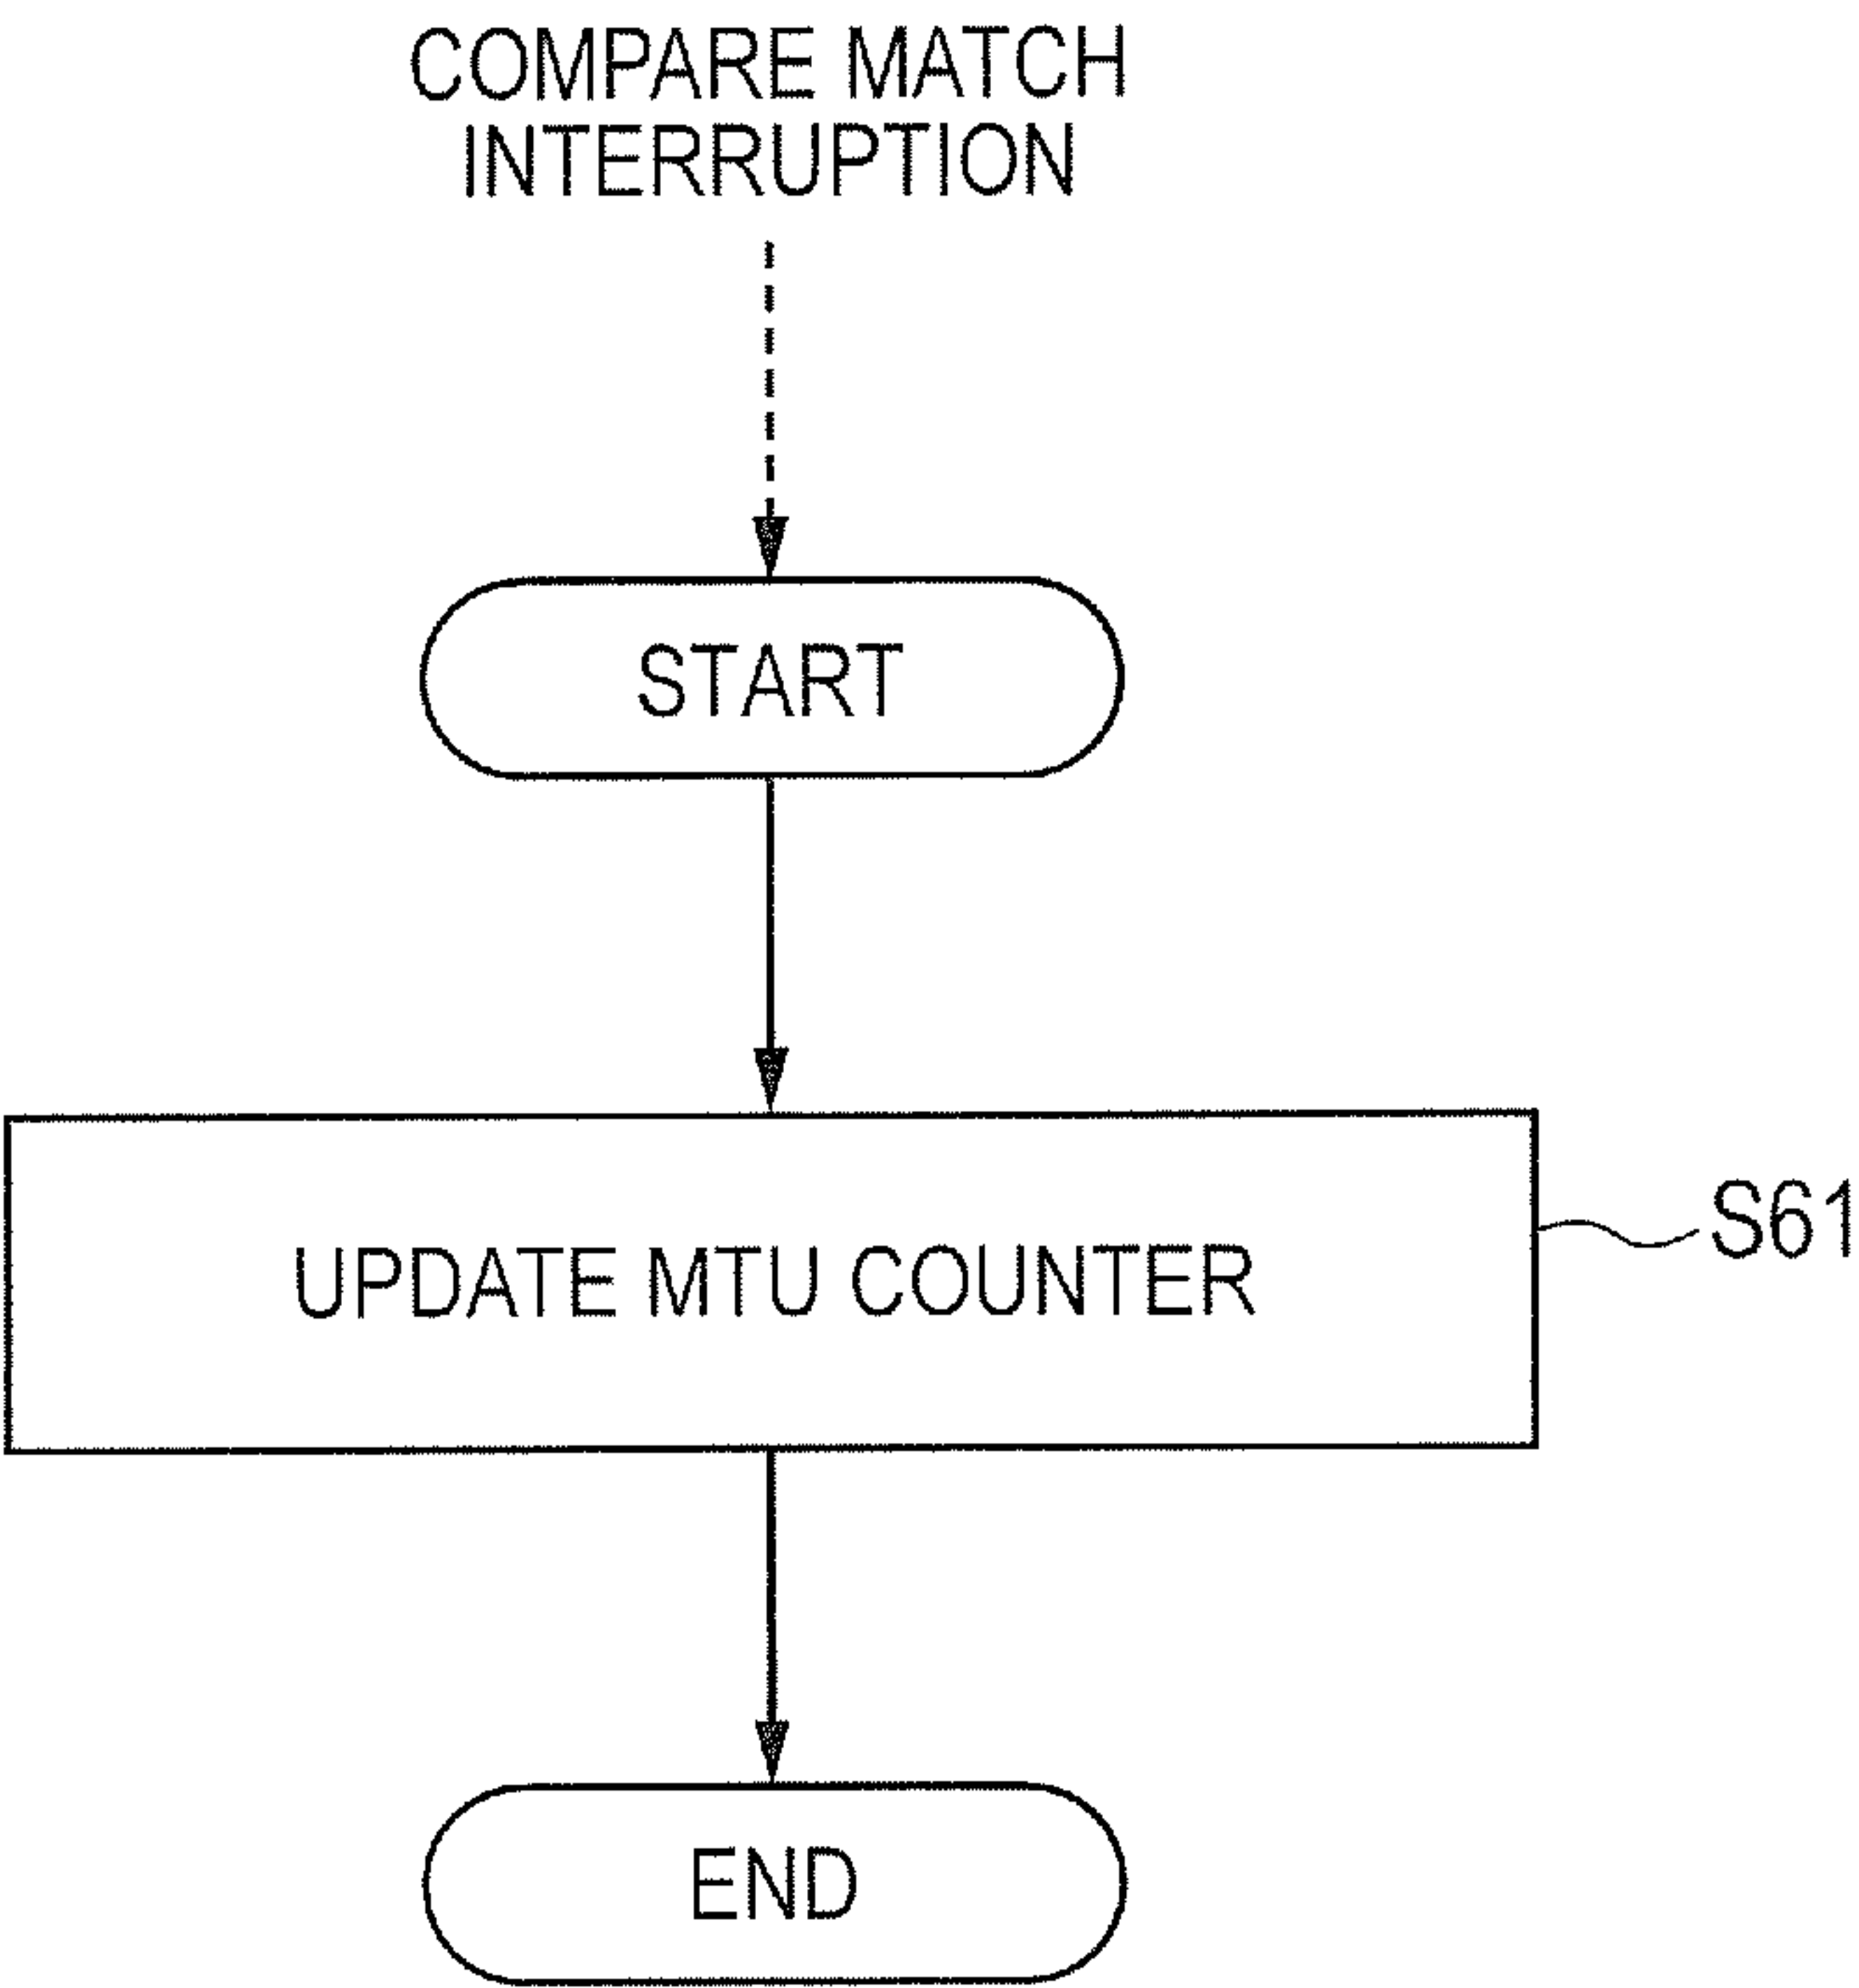 COMPARE MATCH
INTERRUPTION
START
UPDATE MTU COUNTER
S61
END